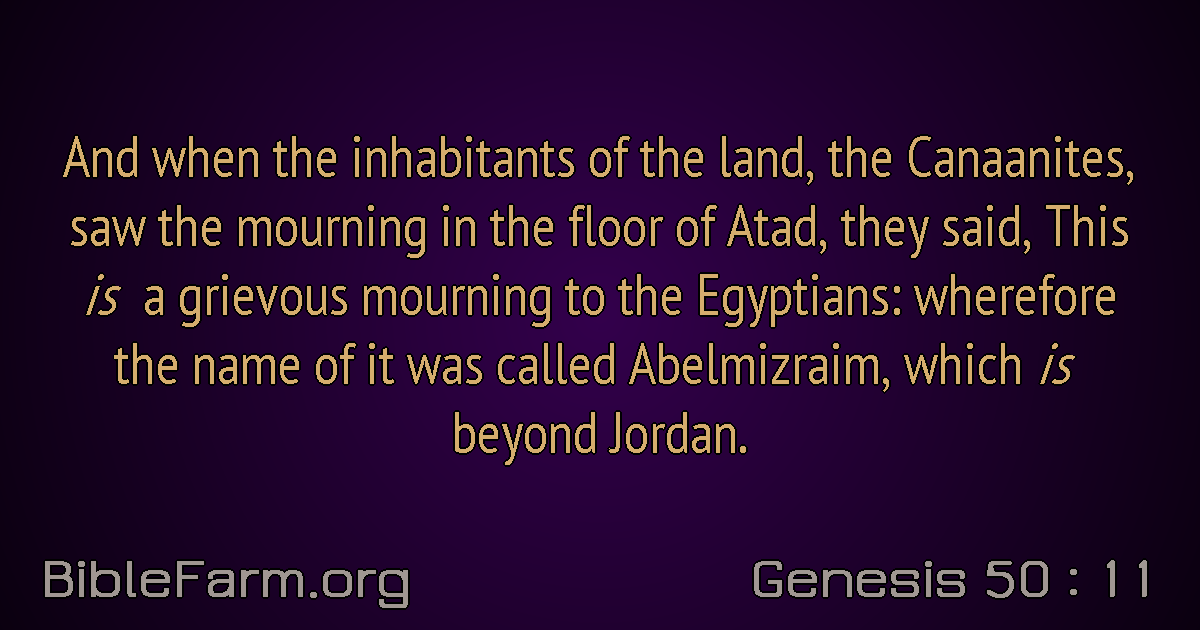 And when the inhabitants of the land, the Canaanites,
saw the mourning in the floor of Atad, they said, This
is a grievous mourning to the Egyptians: wherefore
the name of it was called Abelmizraim, which is
beyond Jordan.
BibleFarm.org
Genesis 50 : 11